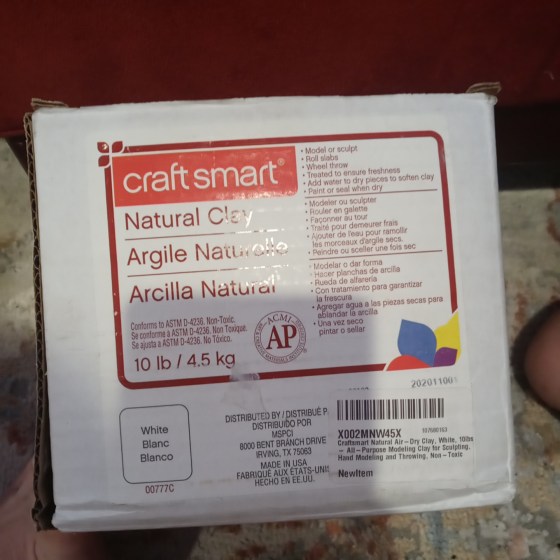 craft smart®
Natural Clay
Argile Naturelle
Arcilla Natural
Conforms to ASTM D-4236. Non-Toxic.
Se conforme à ASTM D-4236. Non Toxique.
Se ajusta a ASTM D-4236. No Tóxico.
10 lb / 4.5 kg
• Model or sculpt
• Roll slabs
• Wheel throw
• Treated to ensure freshness
• Add water to dry pieces to soften clay
• Paint or seal when dry
• Modeler ou sculpter
• Rouler en galette
• Façonner au tour
• Traité pour demeurer frais
• Ajouter de l'eau pour ramollir
les morceaux d'argile secs.
• Peindre ou sceller une fois sec
• Modelar o dar forma
• Hacer planchas de arcilla
• Rueda de alfarería
• Con tratamiento para garantizar
la frescura
• Agregar agua a las piezas secas para
ablandar la arcilla
• Una vez seco
pintar o sellar
ACMI
AP
2020110
White
Blanc
Blanco
00777C
DISTRIBUTED BY / DISTRIBUÉ P
DISTRIBUIDO POR
MSPCI
8000 BENT BRANCH DRIVE
IRVING, TX 75063
MADE IN USA
FABRIQUÉ AUX ÉTATS-UNIS
HECHO EN EE.UU.
X002MNW45X
Craftsmart Natural Air-Dry Clay, White, 10lbs
- All-Purpose Modeling Clay for Sculpting,
Hand Modeling and Throwing, Non-Toxic
NewItem